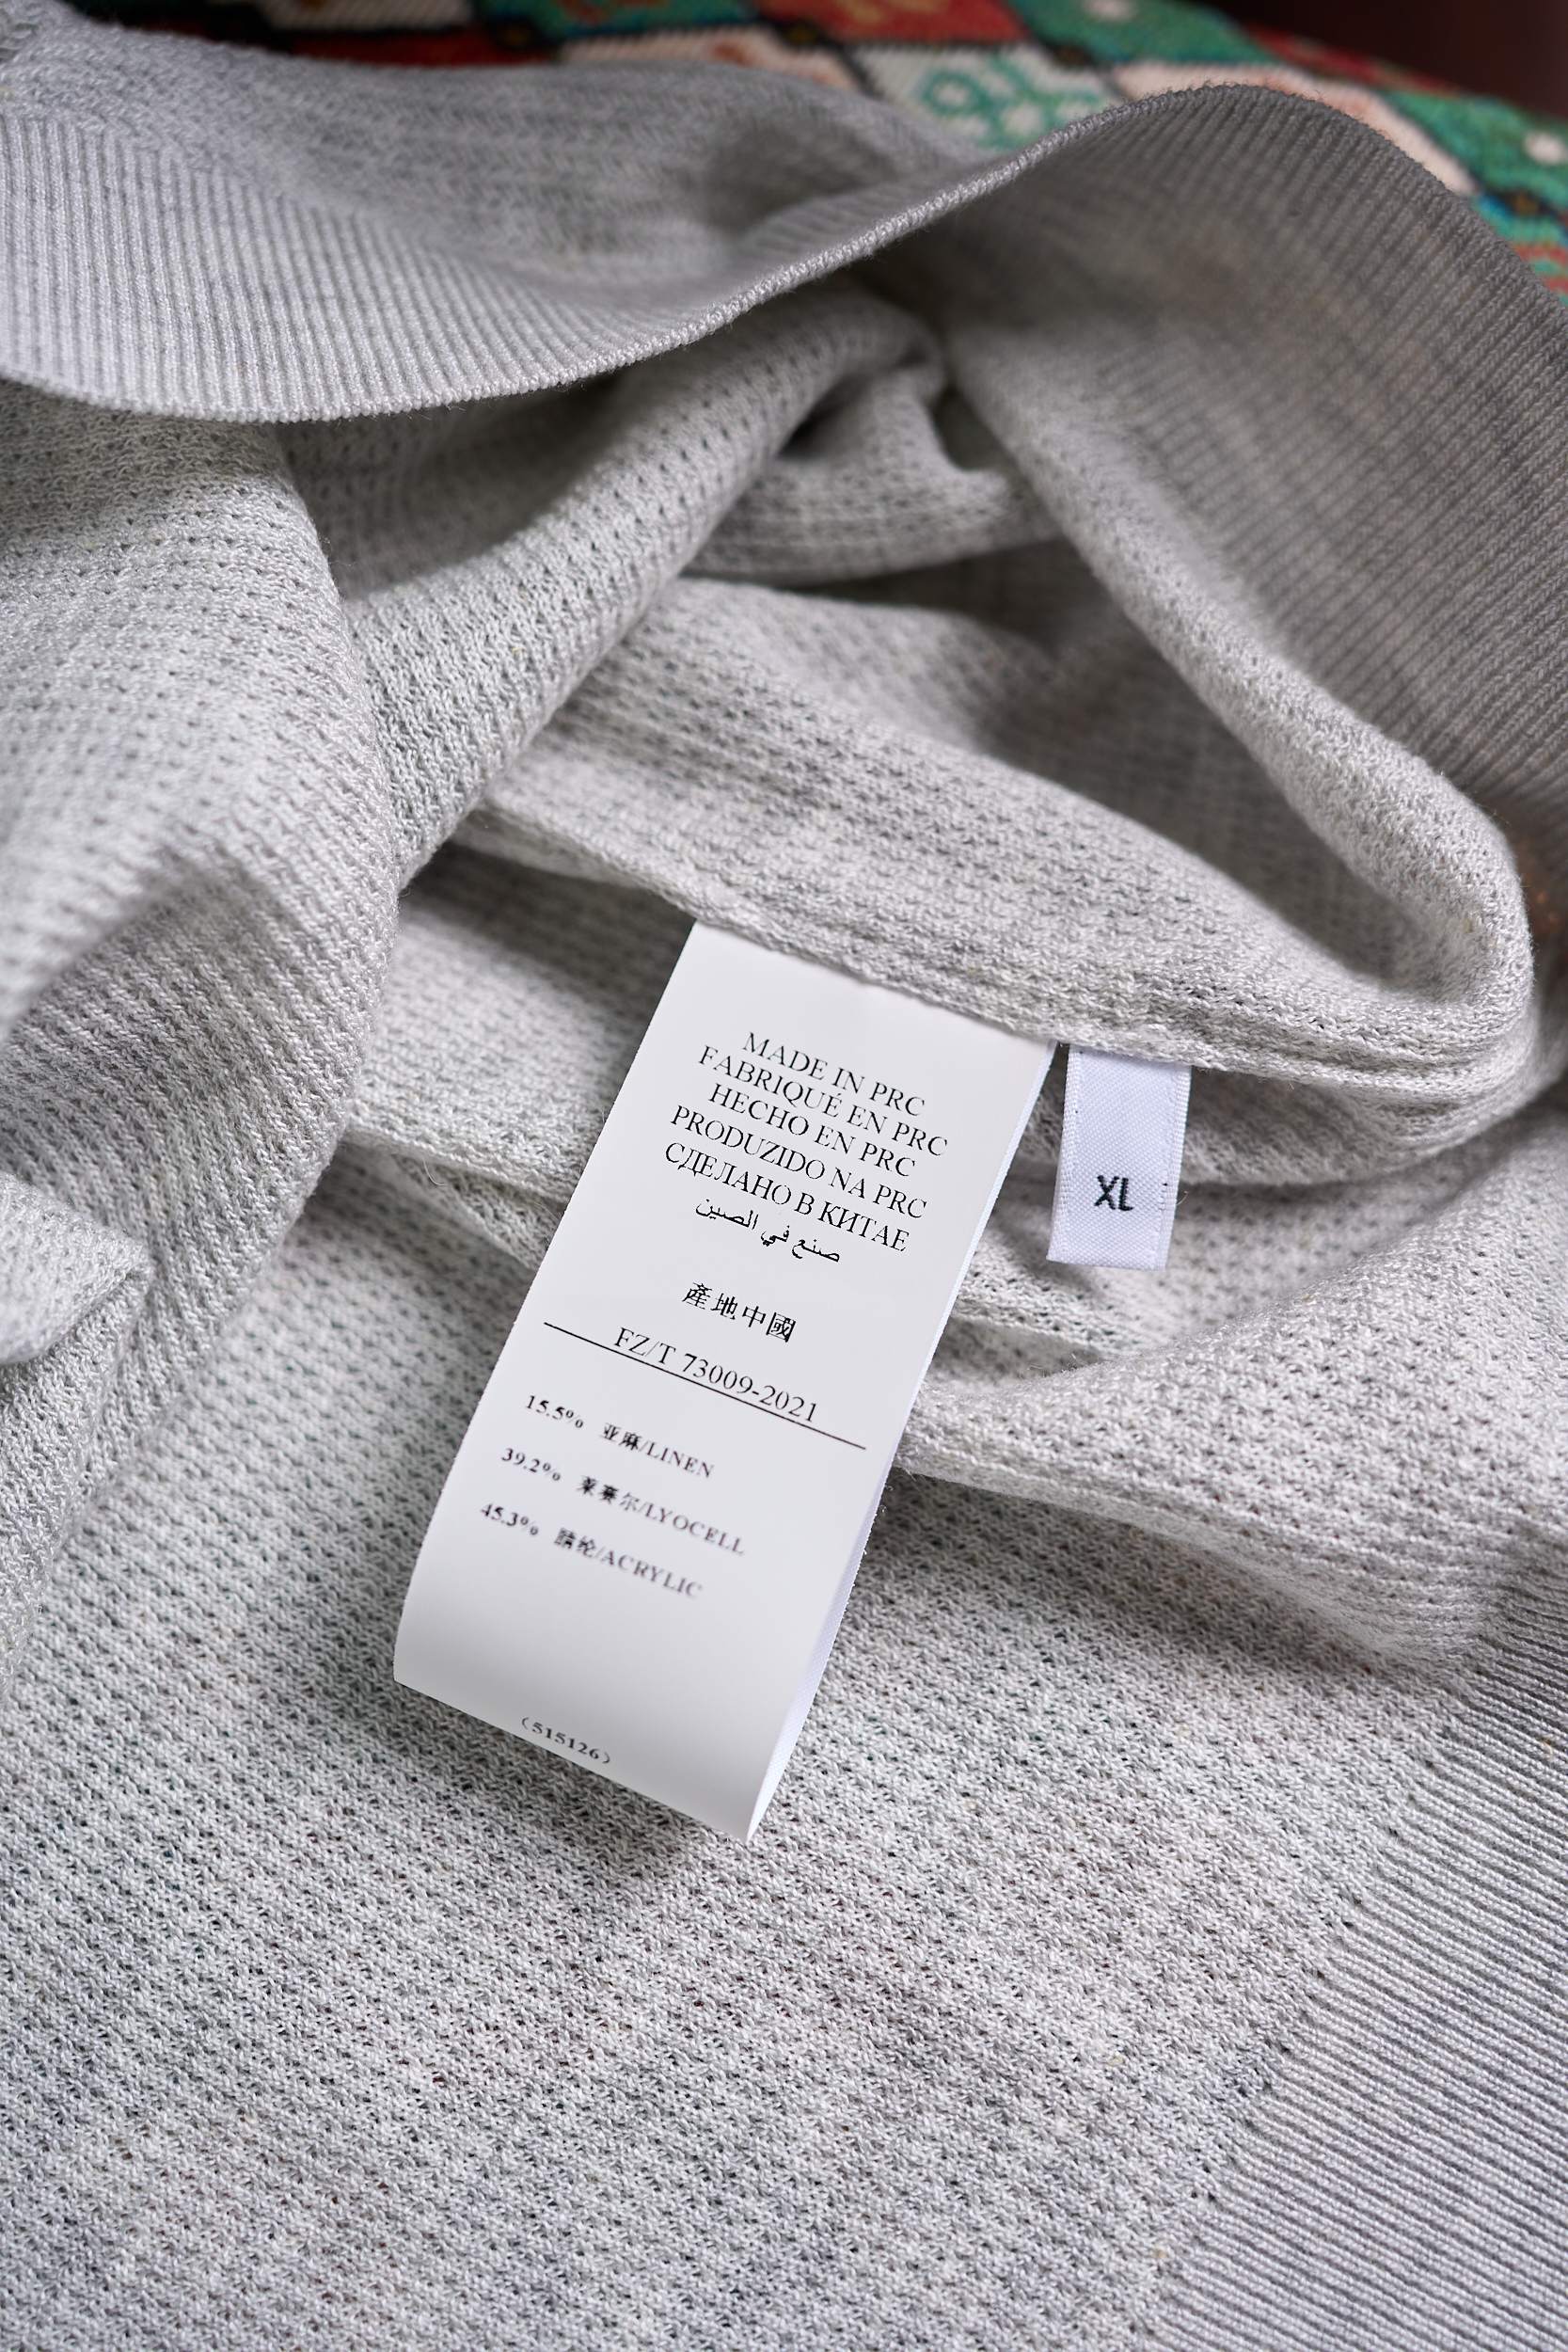 MADE IN PRC
FABRIQUÉ EN PRC
HECHO EN PRC
PRODUZIDO NA PRC
СДЕЛАНО В КИТАЕ
صنع في الصين
產地中國
FZ/T 73009-2021
15.5% 亚麻/LINEN
39.2% 莱赛尔/LYOCELL
45.3% 腈纶/ACRYLIC
(515126)
XL